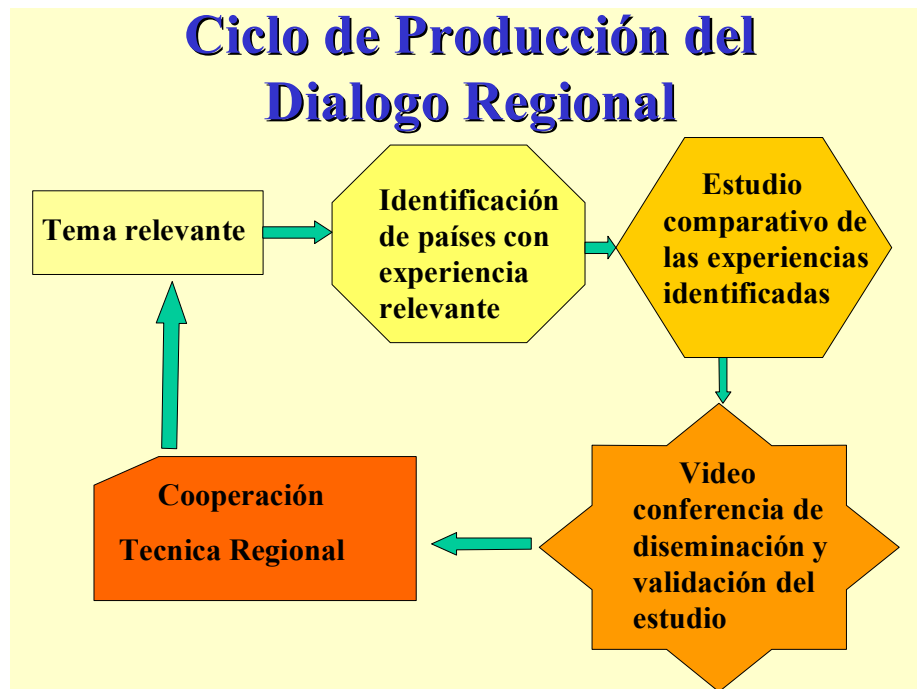 Ciclo de Producción del
Dialogo Regional
Tema relevante
Identificación
de países con
experiencia
relevante
Estudio
comparativo de
las experiencias
identificadas
Video
conferencia de
diseminación y
validación del
estudio
Cooperación
Tecnica Regional